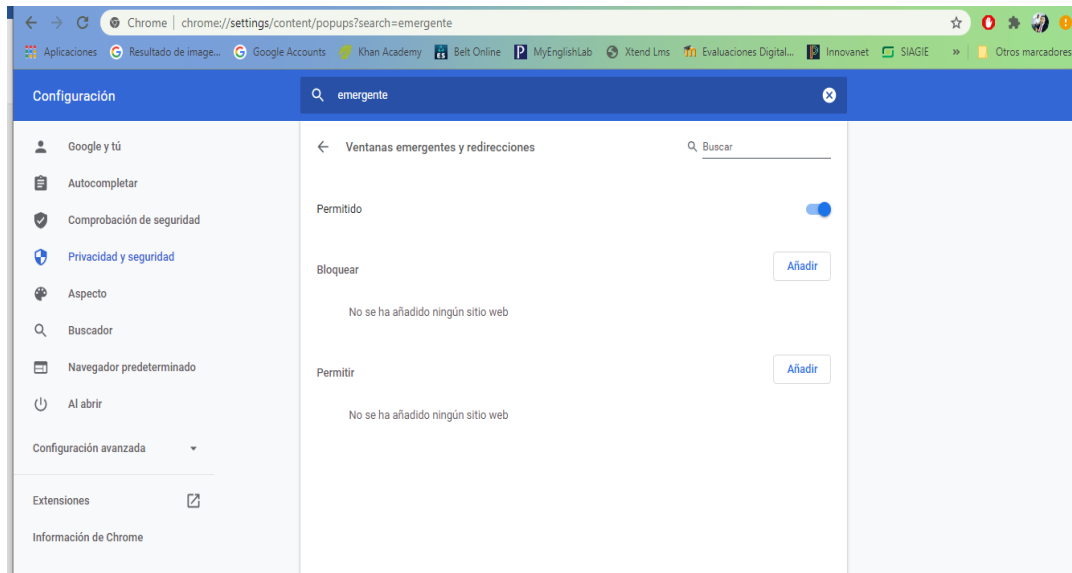 Chrome | chrome://settings/content/popups?search=emergente
Aplicaciones Resultado de image... Google Accounts Khan Academy Belt Online MyEnglishLab Xtend Lms Evaluaciones Digital... Innovanet SIAGIE » Otros marcadores
Configuración
emergente
Google y tú
Autocompletar
Comprobación de seguridad
Privacidad y seguridad
Aspecto
Buscador
Navegador predeterminado
Al abrir
Configuración avanzada
Extensiones
Información de Chrome
Ventanas emergentes y redirecciones
Buscar
Permitido
Bloquear
Añadir
No se ha añadido ningún sitio web
Permitir
Añadir
No se ha añadido ningún sitio web